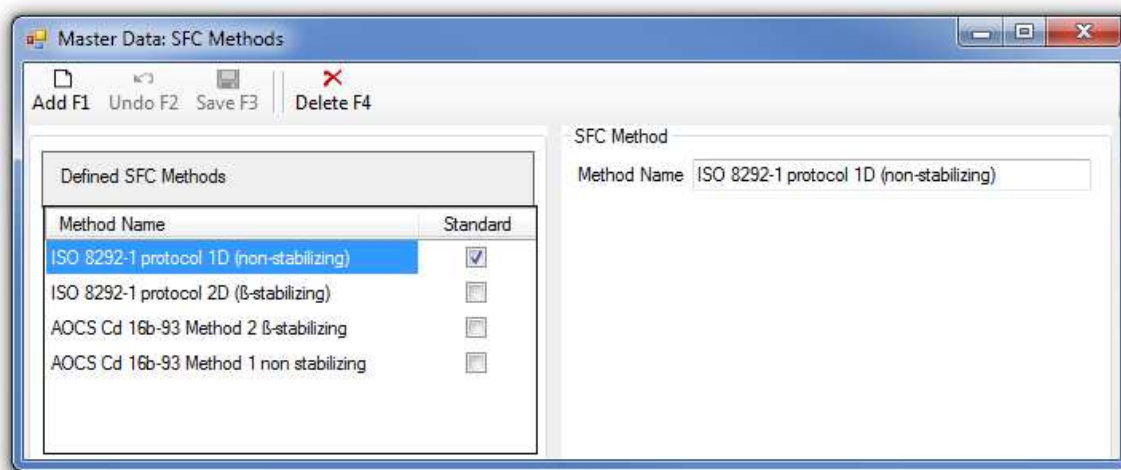 Master Data: SFC Methods
Add F1 Undo F2 Save F3 Delete F4
Defined SFC Methods
Method Name Standard
ISO 8292-1 protocol 1D (non-stabilizing)
ISO 8292-1 protocol 2D (ß-stabilizing)
AOCS Cd 16b-93 Method 2 ß-stabilizing
AOCS Cd 16b-93 Method 1 non stabilizing
SFC Method
Method Name ISO 8292-1 protocol 1D (non-stabilizing)